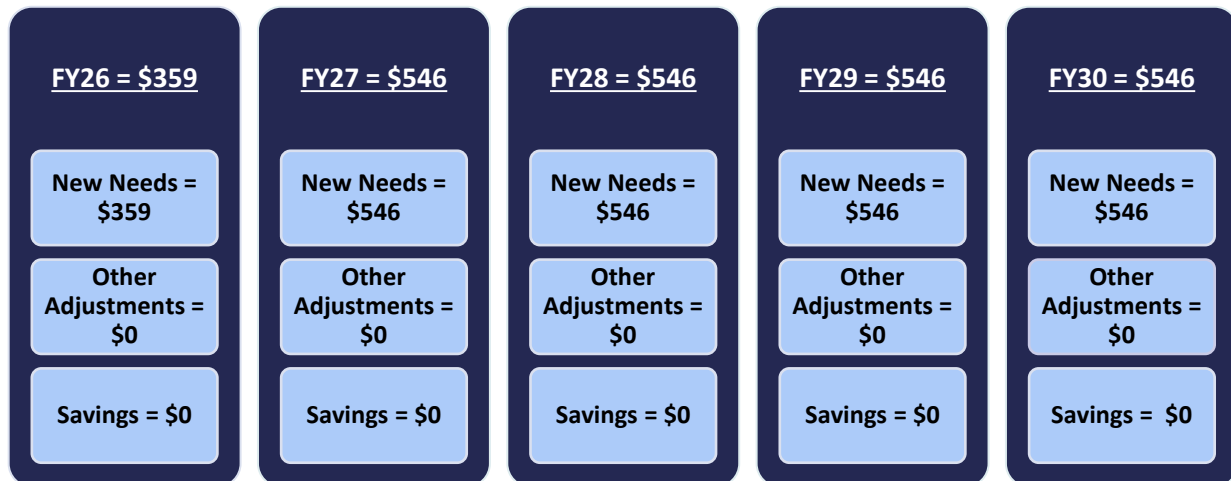 FY26 = $359
New Needs =
$359
Other
Adjustments =
$0
Savings = $0
FY27 = $546
New Needs =
$546
Other
Adjustments =
$0
Savings = $0
FY28 = $546
New Needs =
$546
Other
Adjustments =
$0
Savings = $0
FY29 = $546
New Needs =
$546
Other
Adjustments =
$0
Savings = $0
FY30 = $546
New Needs =
$546
Other
Adjustments =
$0
Savings =  $0